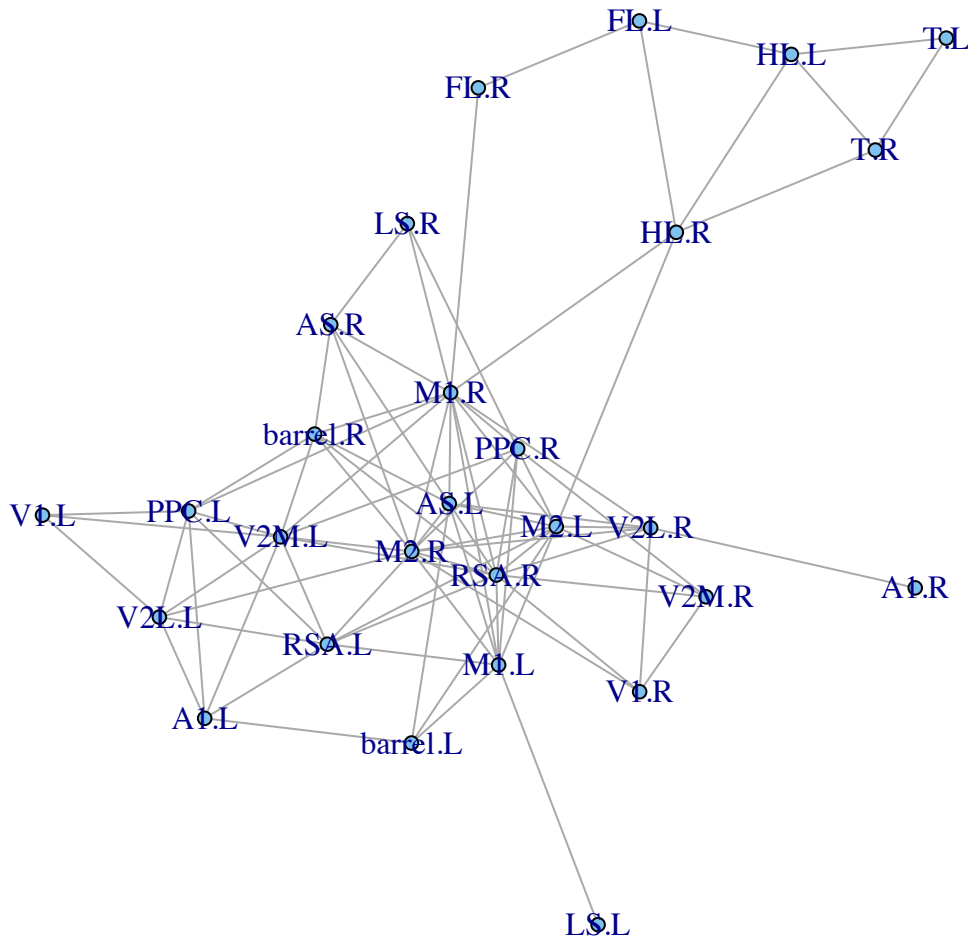 FL.L
T.L
HL.L
FL.R
T.R
LS.R
HL.R
AS.R
M1.R
barrel.R
PPC.R
AS.L
V1.L
PPC.L
V2M.L
M2.L
V2L.R
M2.R
RSA.R
A1.R
V2M.R
V2L.L
RSA.L
M1.L
V1.R
A1.L
barrel.L
LS.L